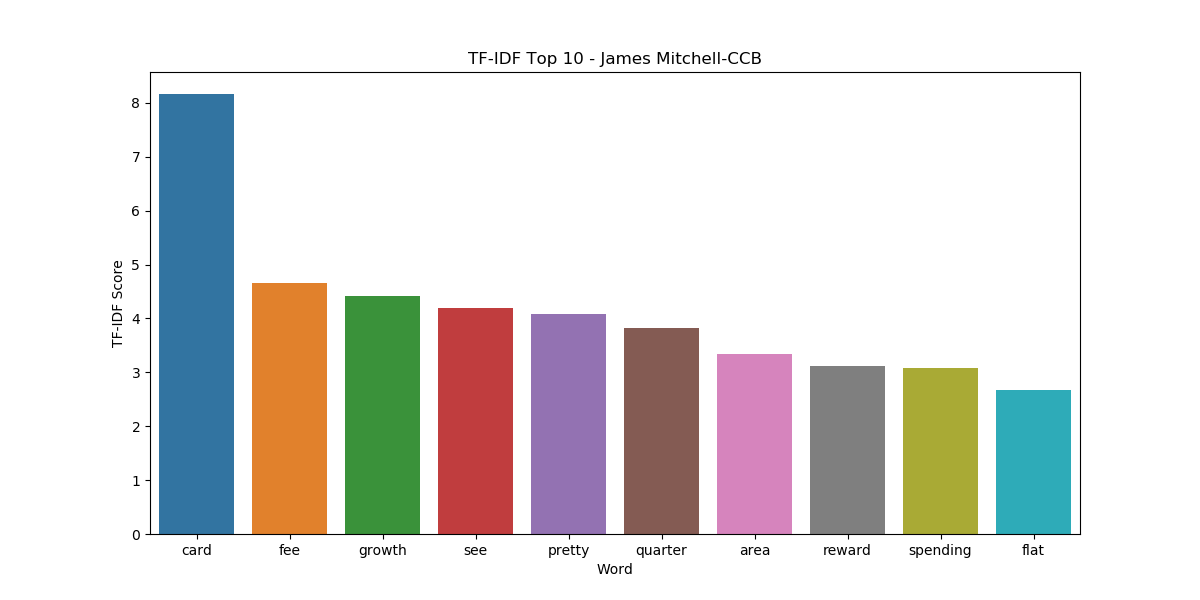 TF-IDF Top 10 - James Mitchell-CCB
TF-IDF Score
8
7
6
5
4
3
2
1
0
card fee growth see pretty quarter area reward spending flat
Word